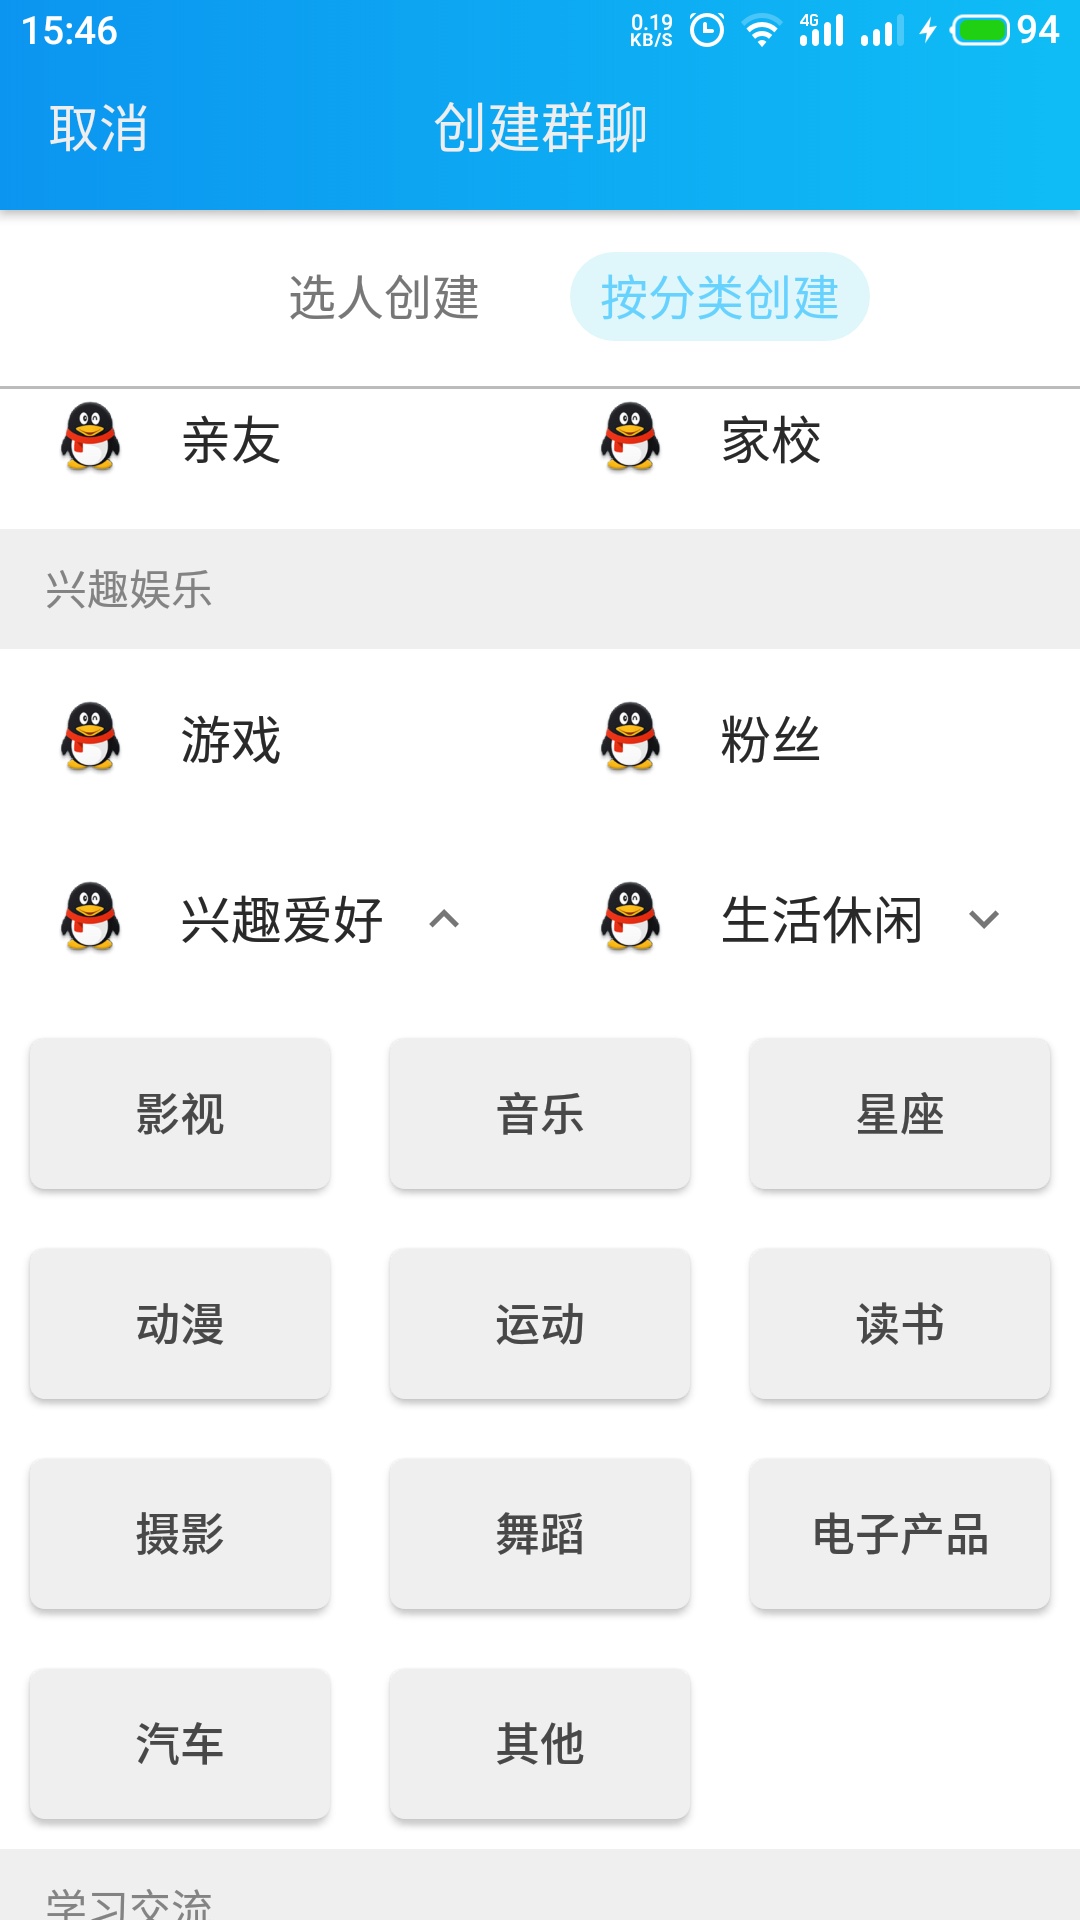 15:46 0.19 KB/S 4G 94
取消 创建群聊
选人创建 按分类创建
亲友 家校
兴趣娱乐
游戏 粉丝
兴趣爱好 生活休闲
影视 音乐 星座
动漫 运动 读书
摄影 舞蹈 电子产品
汽车 其他
学习交流